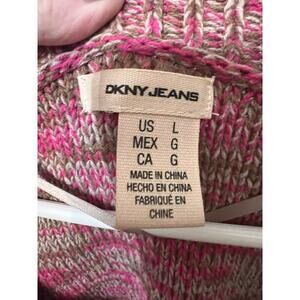 DKNY JEANS
US L
MEX G
CA G
MADE IN CHINA
HECHO EN CHINA
FABRIQUÉ EN
CHINE